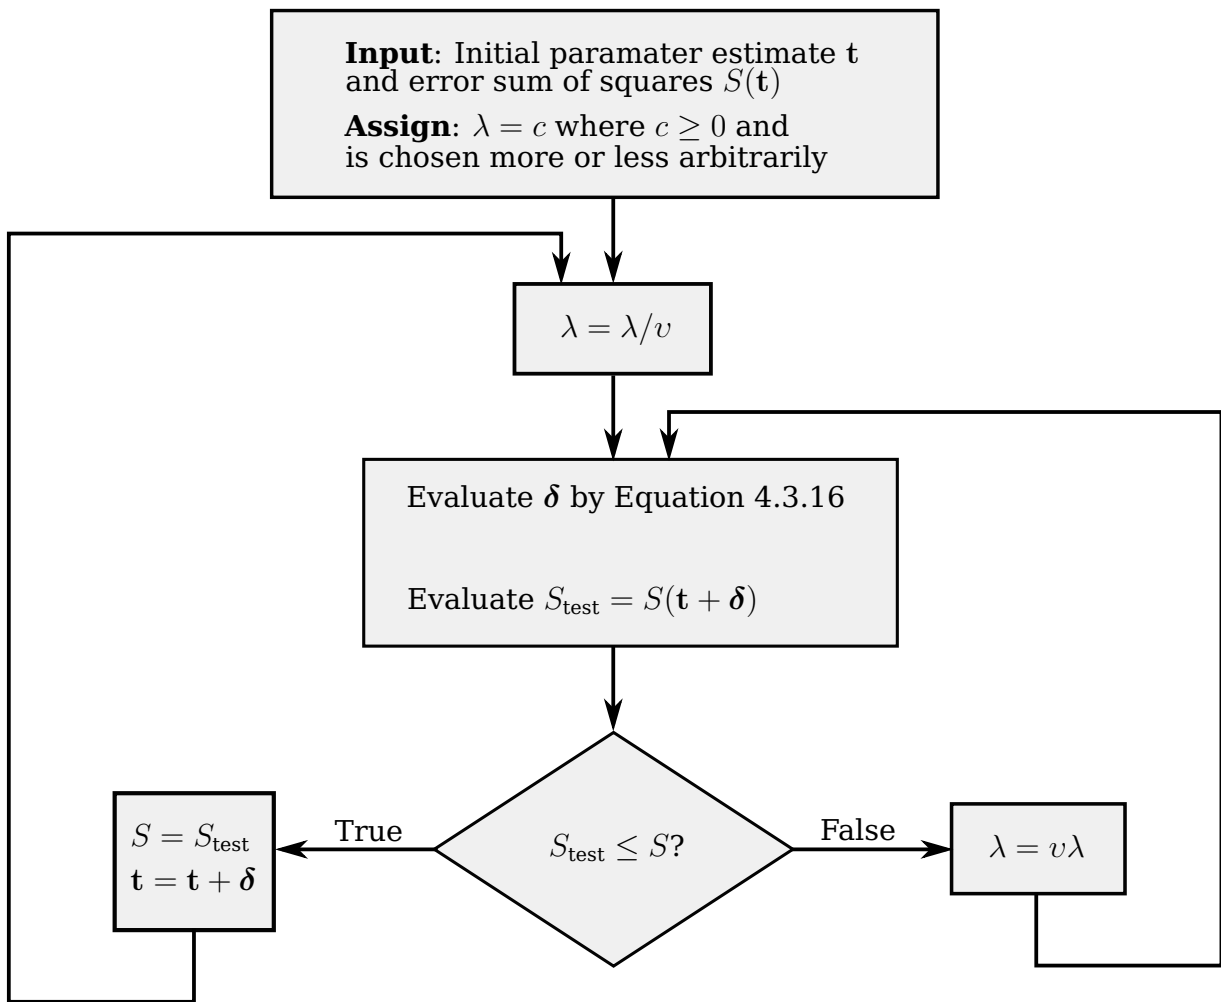 Input: Initial paramater estimate t
and error sum of squares S(t)
Assign: λ = c where c ≥ 0 and
is chosen more or less arbitrarily
λ = λ/υ
Evaluate δ by Equation 4.3.16
Evaluate S_test = S(t + δ)
True
S_test ≤ S?
False
S = S_test
t = t + δ
λ = υλ